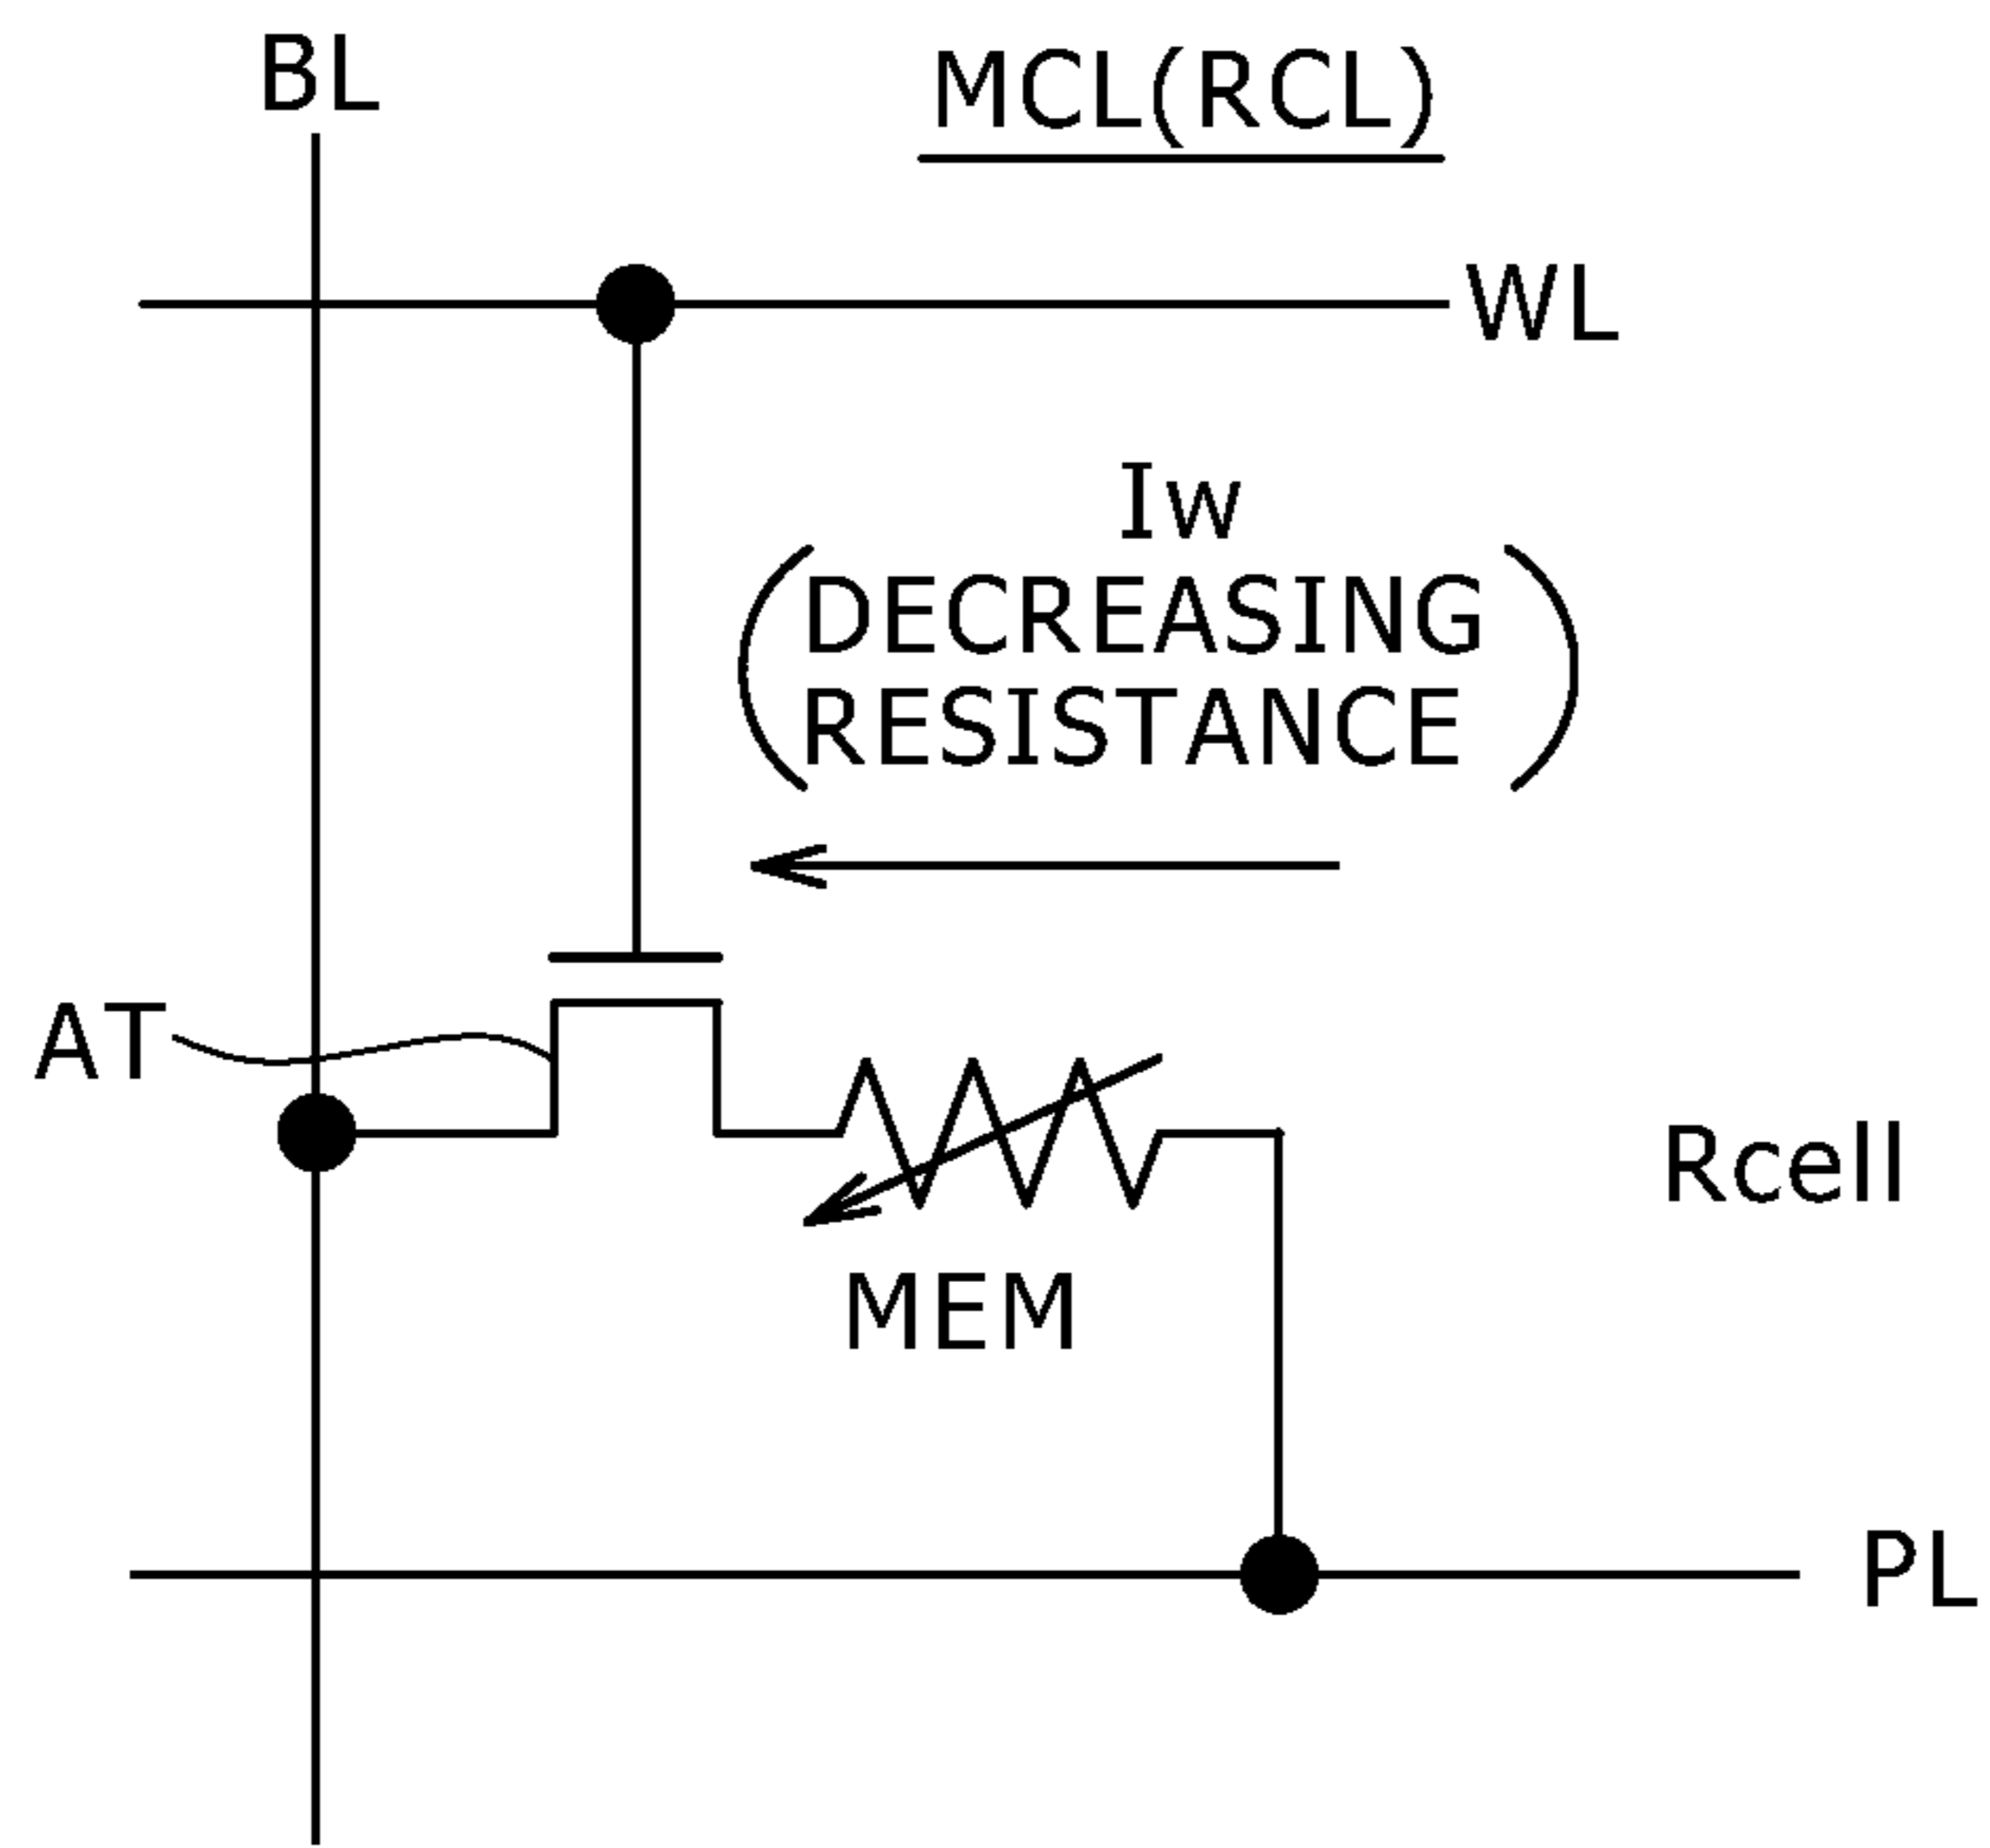 BL
MCL(RCL)
WL
Iw
(DECREASING
RESISTANCE)
AT
Rcell
MEM
PL